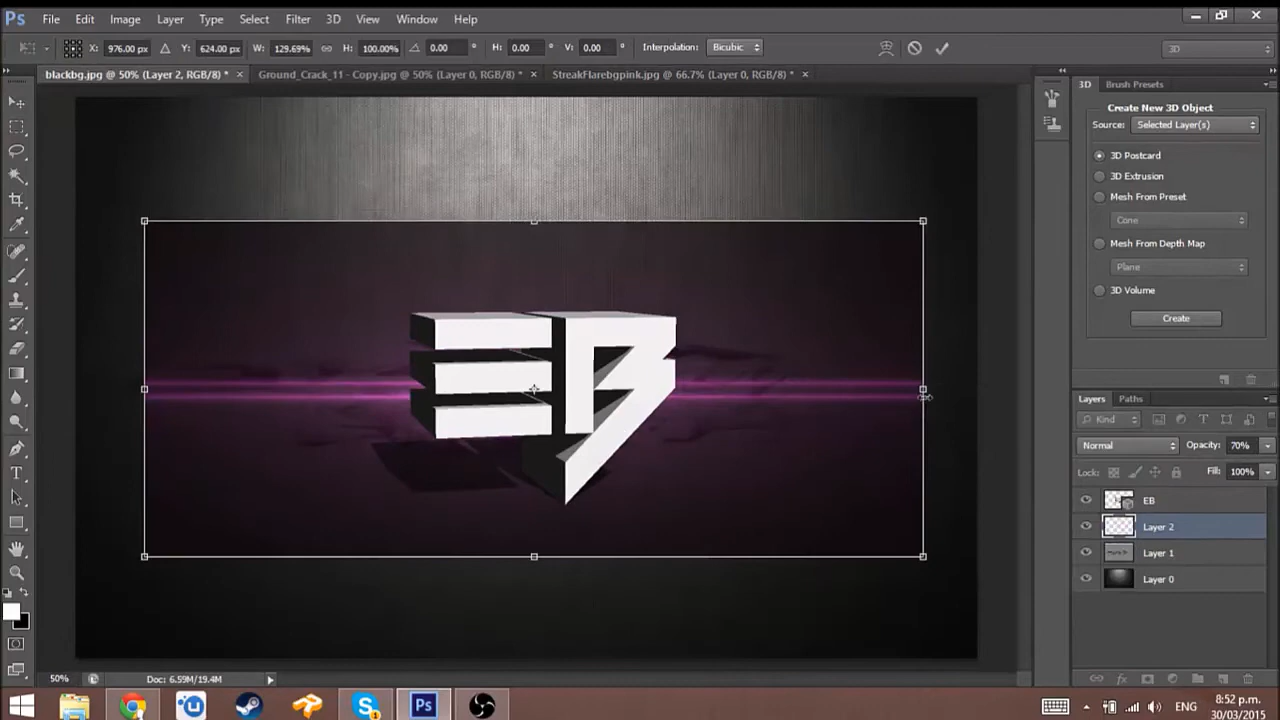 Ps File Edit Image Layer Type Select Filter 3D View Window Help
X: 976.00 px Y: 624.00 px W: 129.69% H: 100.00% 0.00 ° H: 0.00 ° V: 0.00 ° Interpolation: Bicubic 3D
blackbg.jpg @ 50% (Layer 2, RGB/8) * × Ground_Crack_11 - Copy.jpg @ 50% (Layer 0, RGB/8) * × StreakFlarebgpink.jpg @ 66.7% (Layer 0, RGB/8) * ×
3D Brush Presets
Create New 3D Object
Source: Selected Layer(s)
3D Postcard
3D Extrusion
Mesh From Preset
Cone
Mesh From Depth Map
Plane
3D Volume
Create
EB
Layers Paths
Kind
Normal Opacity: 70%
Lock: Fill: 100%
EB
Layer 2
Layer 1
Layer 0
50% Doc: 6.59M/19.4M
8:52 p.m.
30/03/2015